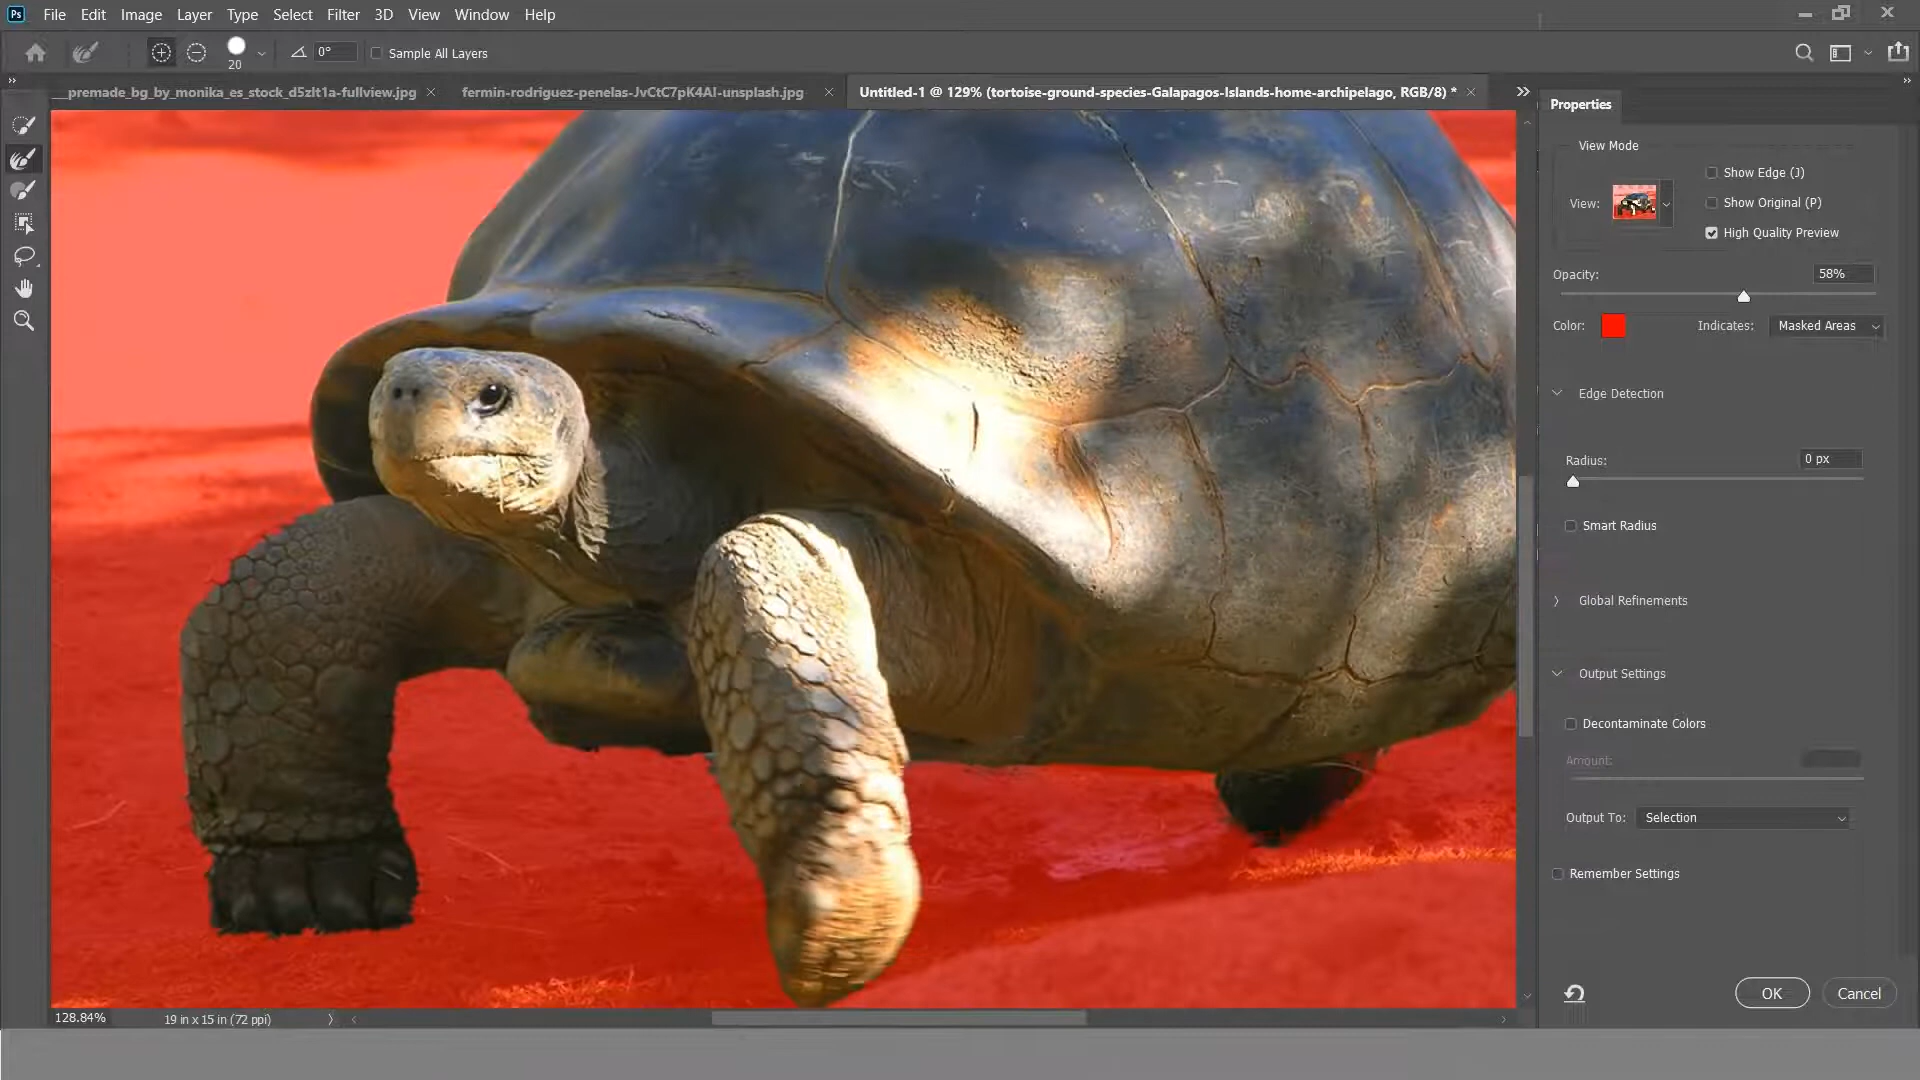 Ps File Edit Image Layer Type Select Filter 3D View Window Help
20 0° Sample All Layers
__premade_bg_by_monika_es_stock_d5zlt1a-fullview.jpg fermin-rodriguez-penelas-JvCtC7pK4AI-unsplash.jpg Untitled-1 @ 129% (tortoise-ground-species-Galapagos-Islands-home-archipelago, RGB/8) *
Properties
View Mode
Show Edge (J)
View: Show Original (P)
High Quality Preview
Opacity: 58%
Color: Indicates: Masked Areas
Edge Detection
Radius: 0 px
Smart Radius
Global Refinements
Output Settings
Decontaminate Colors
Amount:
Output To: Selection
Remember Settings
OK Cancel
128.84% 19 in x 15 in (72 ppi)